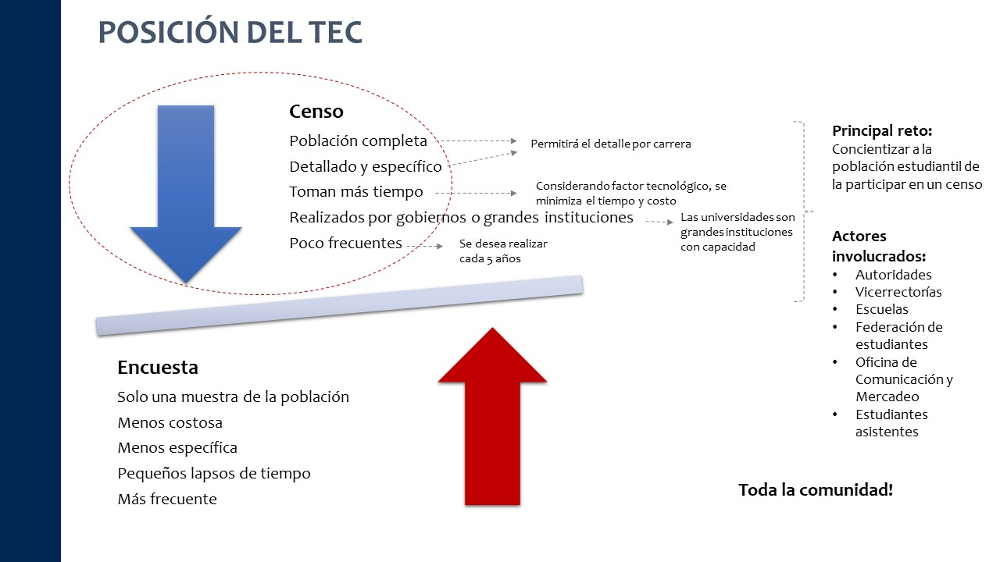 POSICIÓN DEL TEC
Censo
Población completa
Detallado y específico
Toman más tiempo
Realizados por gobiernos o grandes instituciones
Poco frecuentes
Permitirá el detalle por carrera
Considerando factor tecnológico, se
minimiza el tiempo y costo
Las universidades son
grandes instituciones
con capacidad
Se desea realizar
cada 5 años
Encuesta
Solo una muestra de la población
Menos costosa
Menos específica
Pequeños lapsos de tiempo
Más frecuente
Principal reto:
Concientizar a la
población estudiantil de
la participar en un censo
Actores
involucrados:
• Autoridades
• Vicerrectorías
• Escuelas
• Federación de
estudiantes
• Oficina de
Comunicación y
Mercadeo
• Estudiantes
asistentes
Toda la comunidad!